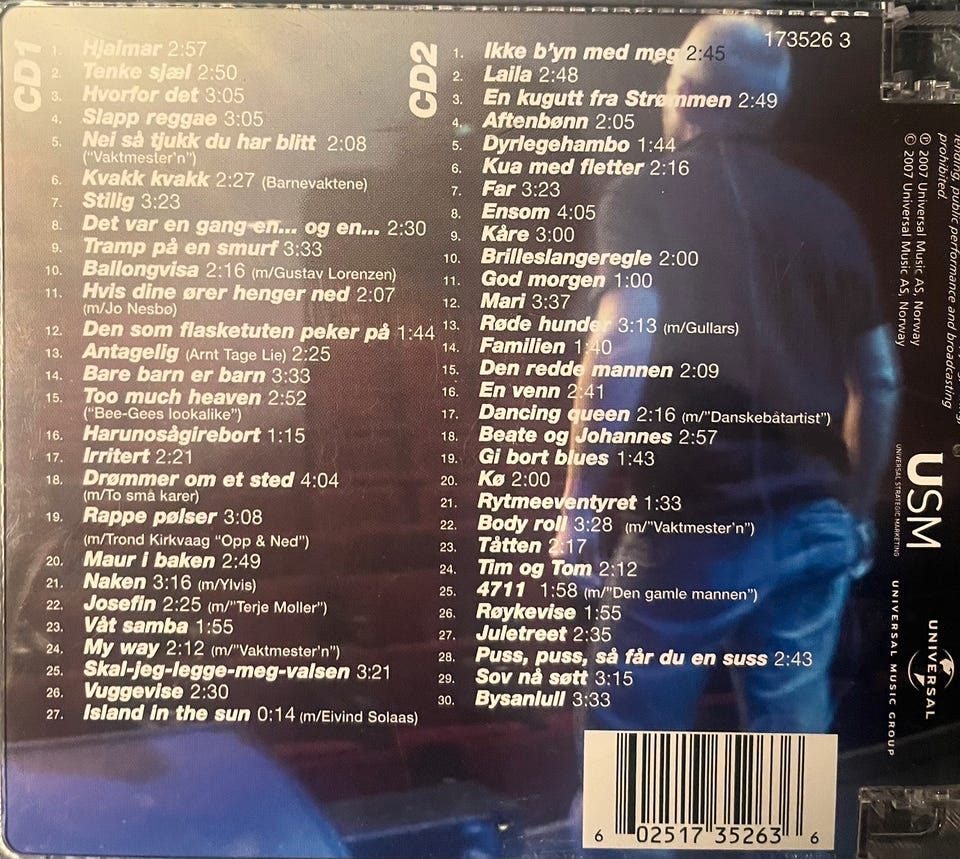 CD1
1. Hjalmar 2:57
2. Tenke sjæl 2:50
3. Hvorfor det 3:05
4. Slapp reggae 3:05
5. Nei så tjukk du har blitt 2:08
("Vaktmester'n")
6. Kvakk kvakk 2:27 (Barnevaktene)
7. Stilig 3:23
8. Det var en gang en... og en... 2:30
9. Tramp på en smurf 3:33
10. Ballongvisa 2:16 (m/Gustav Lorenzen)
11. Hvis dine ører henger ned 2:07
(m/Jo Nesbø)
12. Den som flasketuten peker på 1:44
13. Antagelig (Arnt Tage Lie) 2:25
14. Bare barn er barn 3:33
15. Too much heaven 2:52
("Bee-Gees lookalike")
16. Harunosågirebort 1:15
17. Irritert 2:21
18. Drømmer om et sted 4:04
(m/To små karer)
19. Rappe pølser 3:08
(m/Trond Kirkvaag "Opp & Ned")
20. Maur i baken 2:49
21. Naken 3:16 (m/Ylvis)
22. Josefin 2:25 (m/"Terje Møller")
23. Våt samba 1:55
24. My way 2:12 (m/"Vaktmester'n")
25. Skal-jeg-legge-meg-valsen 3:21
26. Vuggevise 2:30
27. Island in the sun 0:14 (m/Eivind Solaas)
CD2
1. Ikke b'yn med meg 2:45
2. Laila 2:48
3. En kugutt fra Strømmen 2:49
4. Aftenbønn 2:05
5. Dyrlegehambo 1:44
6. Kua med fletter 2:16
7. Far 3:23
8. Ensom 4:05
9. Kåre 3:00
10. Brilleslangeregle 2:00
11. God morgen 1:00
12. Mari 3:37
13. Røde hunder 3:13 (m/Gullars)
14. Familien 1:40
15. Den redde mannen 2:09
16. En venn 2:41
17. Dancing queen 2:16 (m/"Danskebåtartist")
18. Beate og Johannes 2:57
19. Gi bort blues 1:43
20. Kø 2:00
21. Rytmeeventyret 1:33
22. Body roll 3:28 (m/"Vaktmester'n")
23. Tåtten 2:17
24. Tim og Tom 2:12
25. 4711 1:58 (m/"Den gamle mannen")
26. Røykevise 1:55
27. Juletreet 2:35
28. Puss, puss, så får du en suss 2:43
29. Sov nå søtt 3:15
30. Bysanlull 3:33
173526 3
lending, public performance and broadcasting
prohibited.
℗ 2007 Universal Music AS, Norway
© 2007 Universal Music AS, Norway
USM
UNIVERSAL STRATEGIC MARKETING
UNIVERSAL
UNIVERSAL MUSIC GROUP
6 02517 35263 6